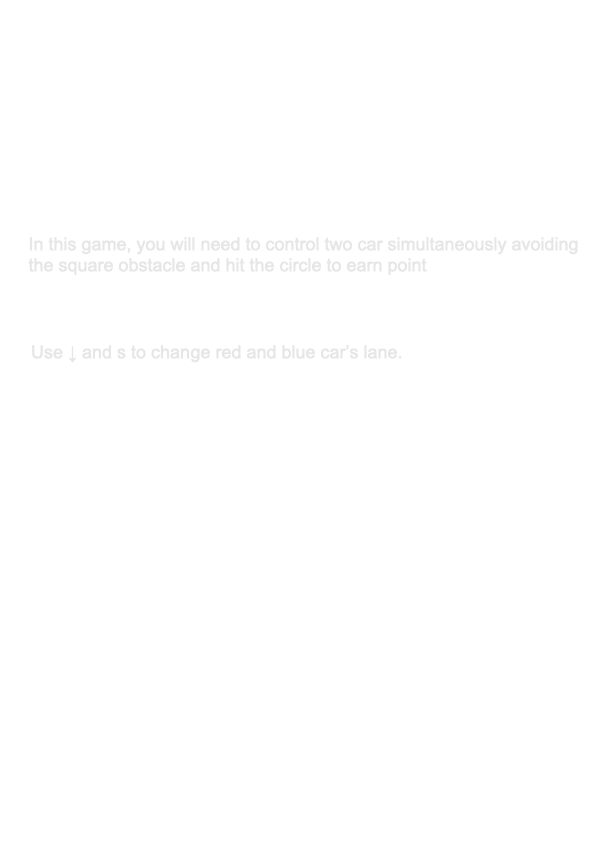 In this game, you will need to control two car simultaneously avoiding
the square obstacle and hit the circle to earn point
Use ↓ and s to change red and blue car's lane.